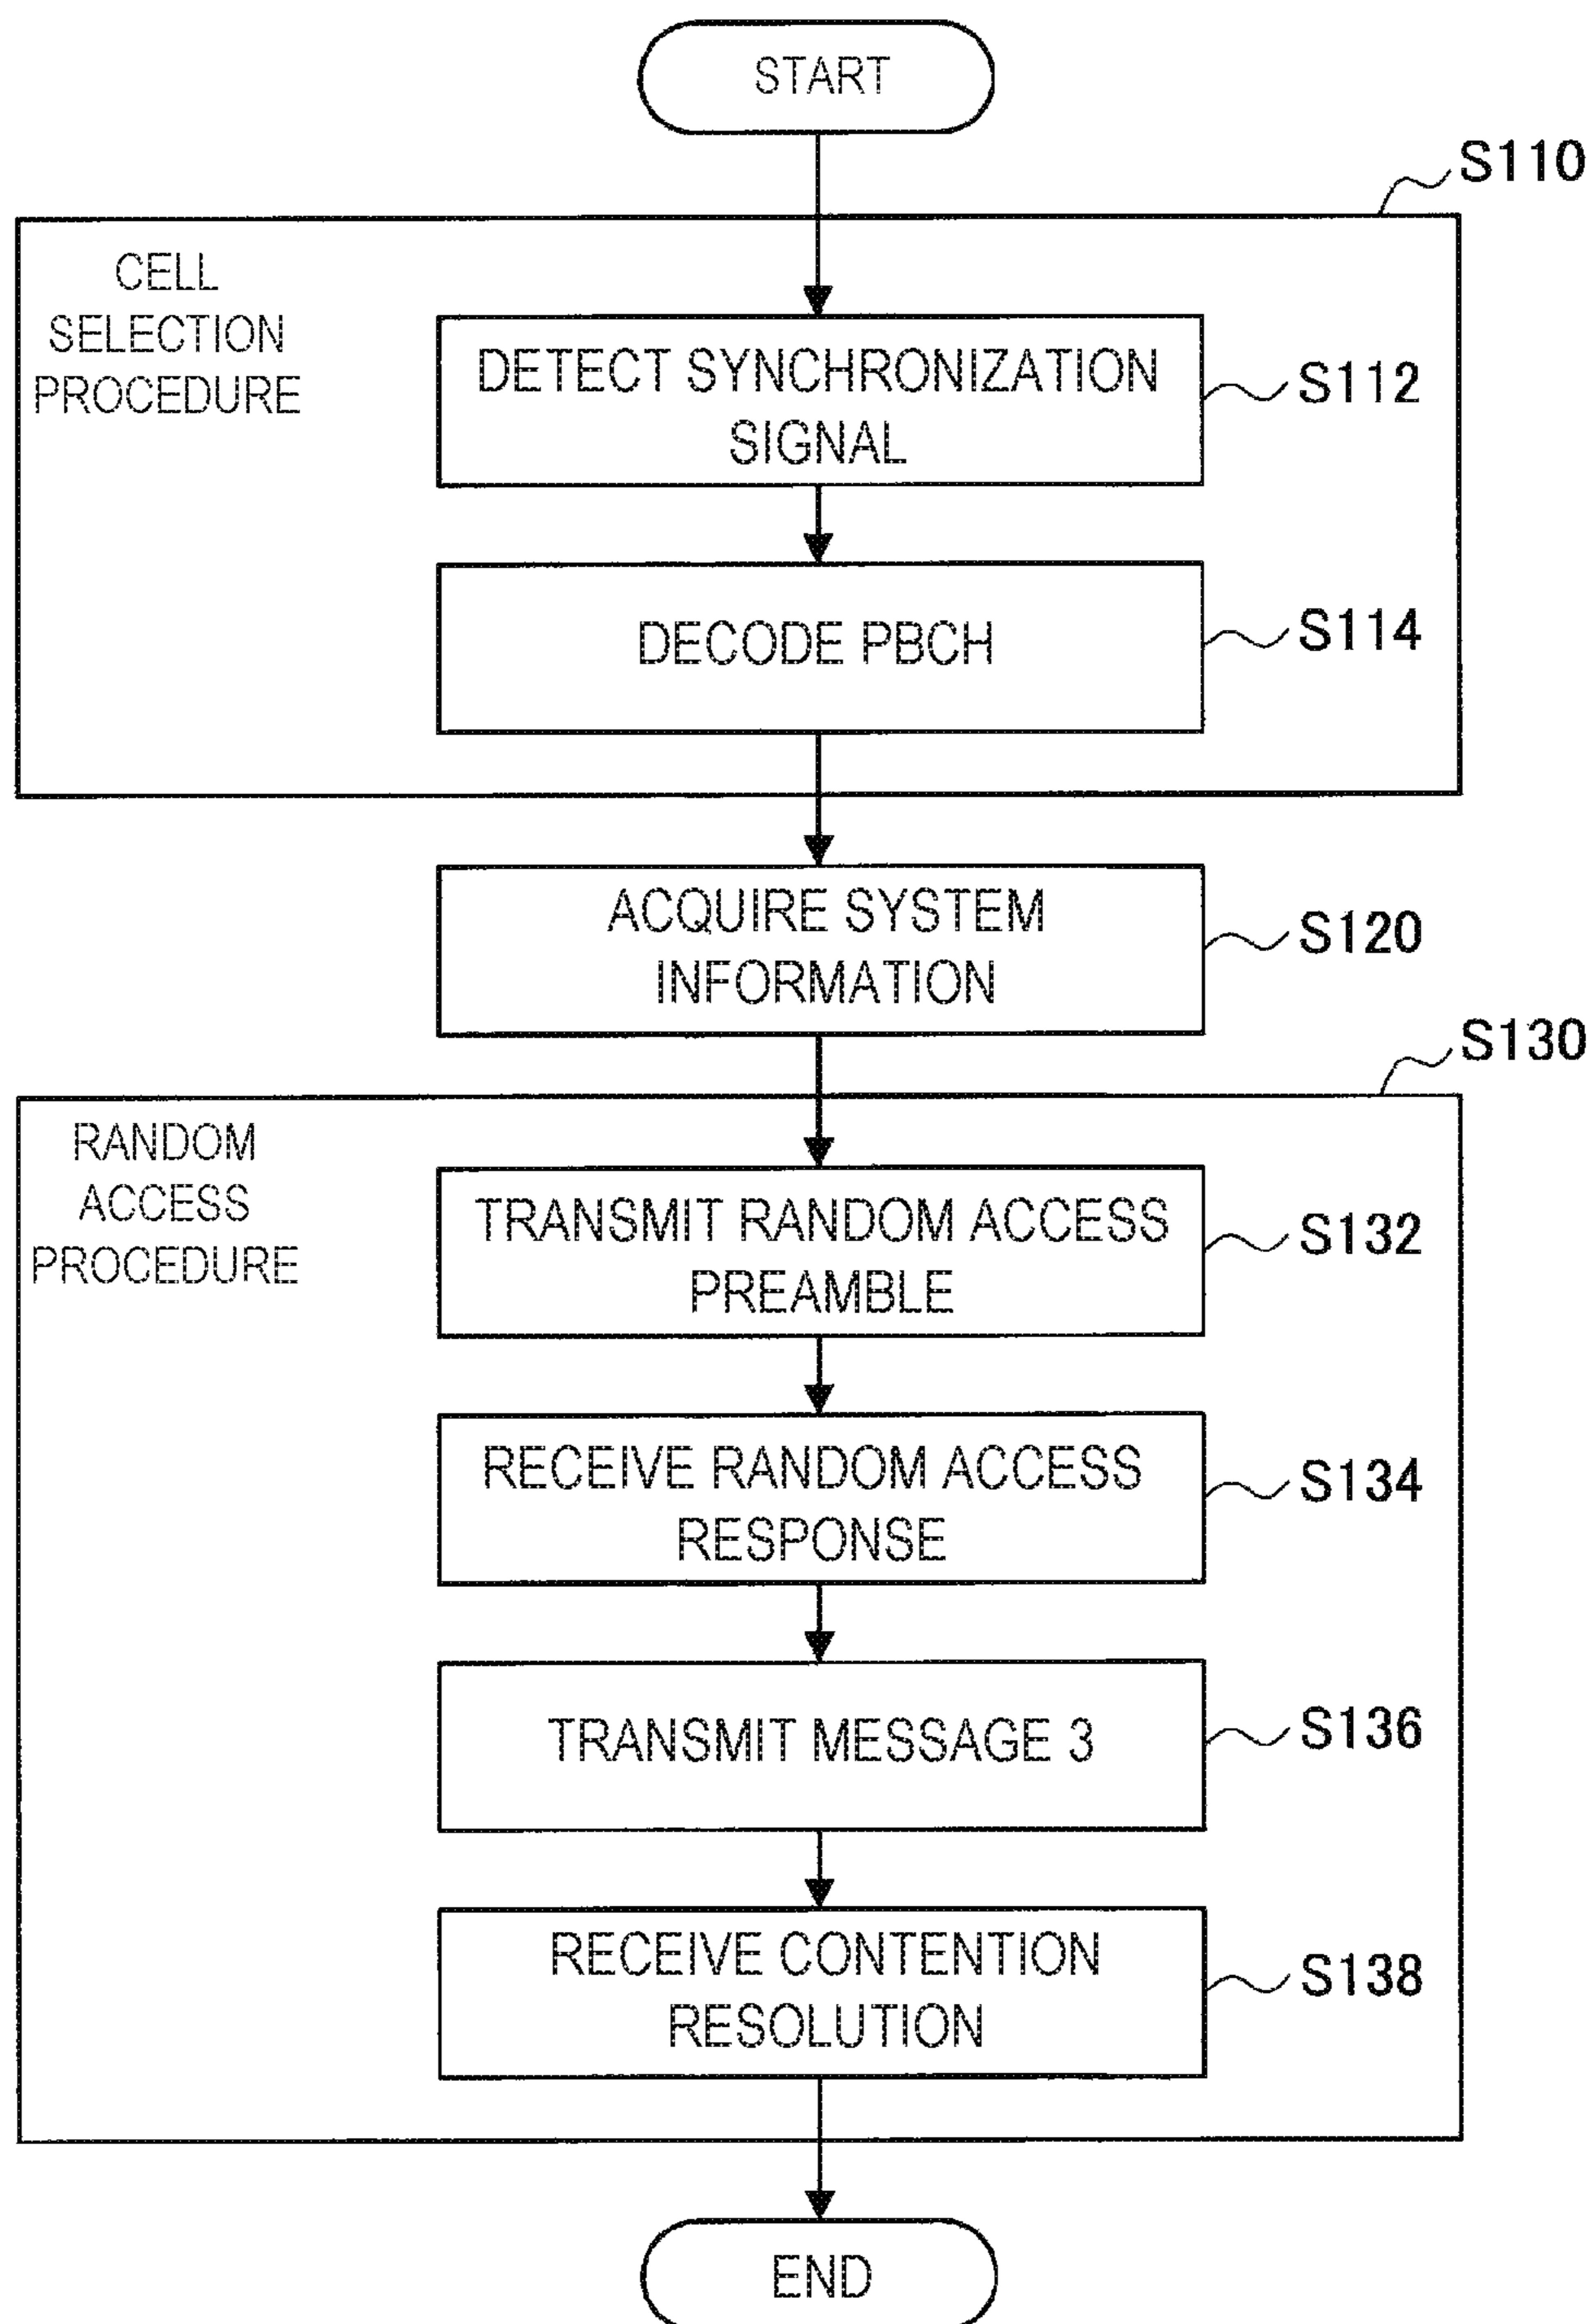 START
S110
CELL
SELECTION
PROCEDURE
DETECT SYNCHRONIZATION
SIGNAL
S112
DECODE PBCH
S114
ACQUIRE SYSTEM
INFORMATION
S120
S130
RANDOM
ACCESS
PROCEDURE
TRANSMIT RANDOM ACCESS
PREAMBLE
S132
RECEIVE RANDOM ACCESS
RESPONSE
S134
TRANSMIT MESSAGE 3
S136
RECEIVE CONTENTION
RESOLUTION
S138
END